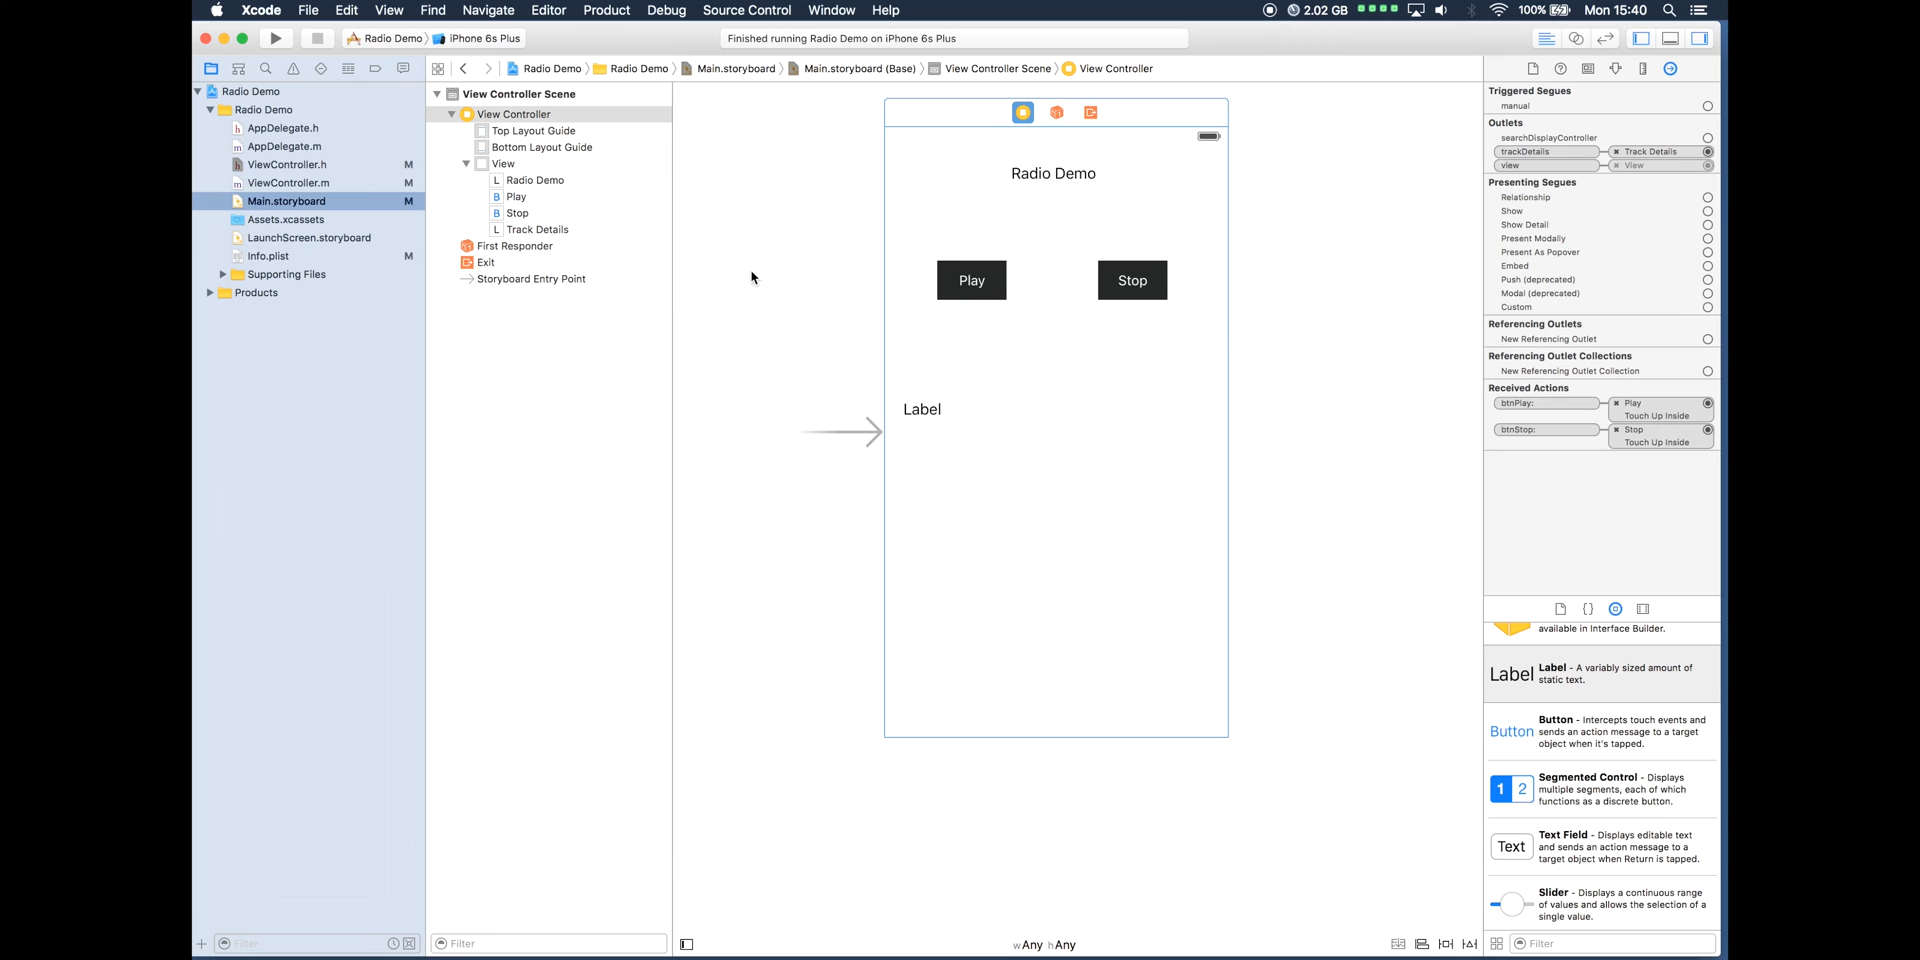 Xcode File Edit View Find Navigate Editor Product Debug Source Control Window Help 2.02 GB 100% Mon 15:40
Radio Demo iPhone 6s Plus Finished running Radio Demo on iPhone 6s Plus
Radio Demo Radio Demo Main.storyboard Main.storyboard (Base) View Controller Scene View Controller
Radio Demo
Radio Demo
h AppDelegate.h
m AppDelegate.m
h ViewController.h M
m ViewController.m M
Main.storyboard M
Assets.xcassets
LaunchScreen.storyboard
Info.plist M
Supporting Files
Products
Filter
View Controller Scene
View Controller
Top Layout Guide
Bottom Layout Guide
View
L Radio Demo
B Play
B Stop
L Track Details
First Responder
Exit
Storyboard Entry Point
Filter
Radio Demo
Play Stop
Label
wAny hAny
Triggered Segues
manual
Outlets
searchDisplayController
trackDetails Track Details
view View
Presenting Segues
Relationship
Show
Show Detail
Present Modally
Present As Popover
Embed
Push (deprecated)
Modal (deprecated)
Custom
Referencing Outlets
New Referencing Outlet
Referencing Outlet Collections
New Referencing Outlet Collection
Received Actions
btnPlay: Play
Touch Up Inside
btnStop: Stop
Touch Up Inside
{}
available in Interface Builder.
Label Label - A variably sized amount of
static text.
Button Button - Intercepts touch events and
sends an action message to a target
object when it's tapped.
1 2 Segmented Control - Displays
multiple segments, each of which
functions as a discrete button.
Text Text Field - Displays editable text
and sends an action message to a
target object when Return is tapped.
Slider - Displays a continuous range
of values and allows the selection of a
single value.
Filter